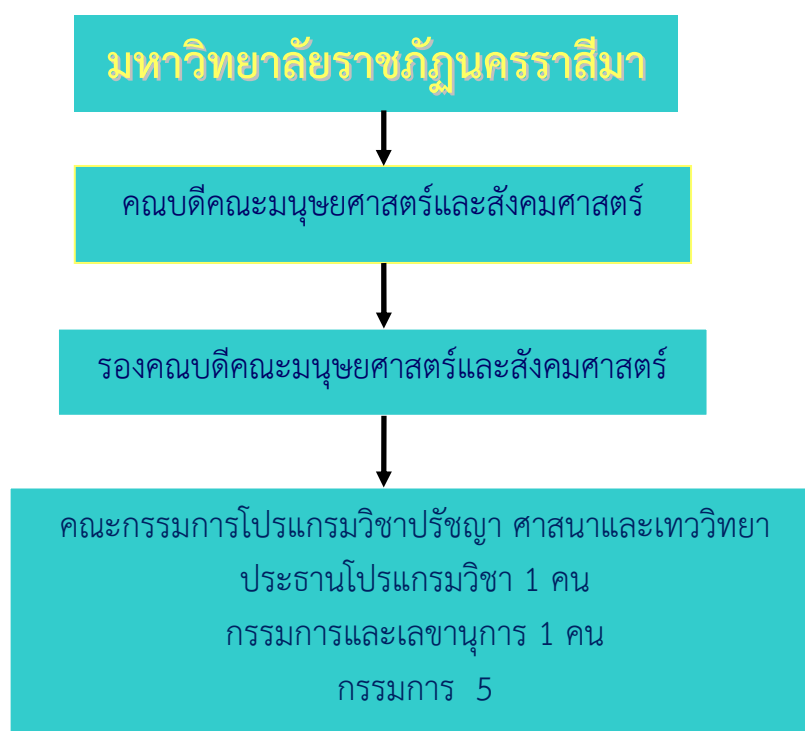 มหาวิทยาลัยราชภัฏนครราสีมา
คณบดีคณะมนุษยศาสตร์และสังคมศาสตร์
รองคณบดีคณะมนุษยศาสตร์และสังคมศาสตร์
คณะกรรมการโปรแกรมวิชาปรัชญา ศาสนาและเทววิทยา
ประธานโปรแกรมวิชา 1 คน
กรรมการและเลขานุการ 1 คน
กรรมการ 5